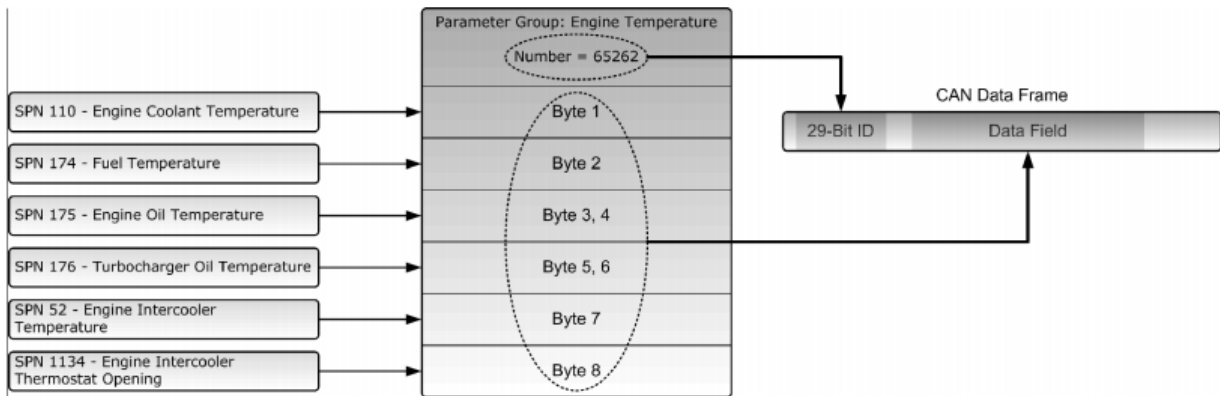 Parameter Group: Engine Temperature
Number = 65262
SPN 110 - Engine Coolant Temperature
Byte 1
SPN 174 - Fuel Temperature
Byte 2
SPN 175 - Engine Oil Temperature
Byte 3, 4
SPN 176 - Turbocharger Oil Temperature
Byte 5, 6
SPN 52 - Engine Intercooler
Temperature
Byte 7
SPN 1134 - Engine Intercooler
Thermostat Opening
Byte 8
CAN Data Frame
29-Bit ID
Data Field